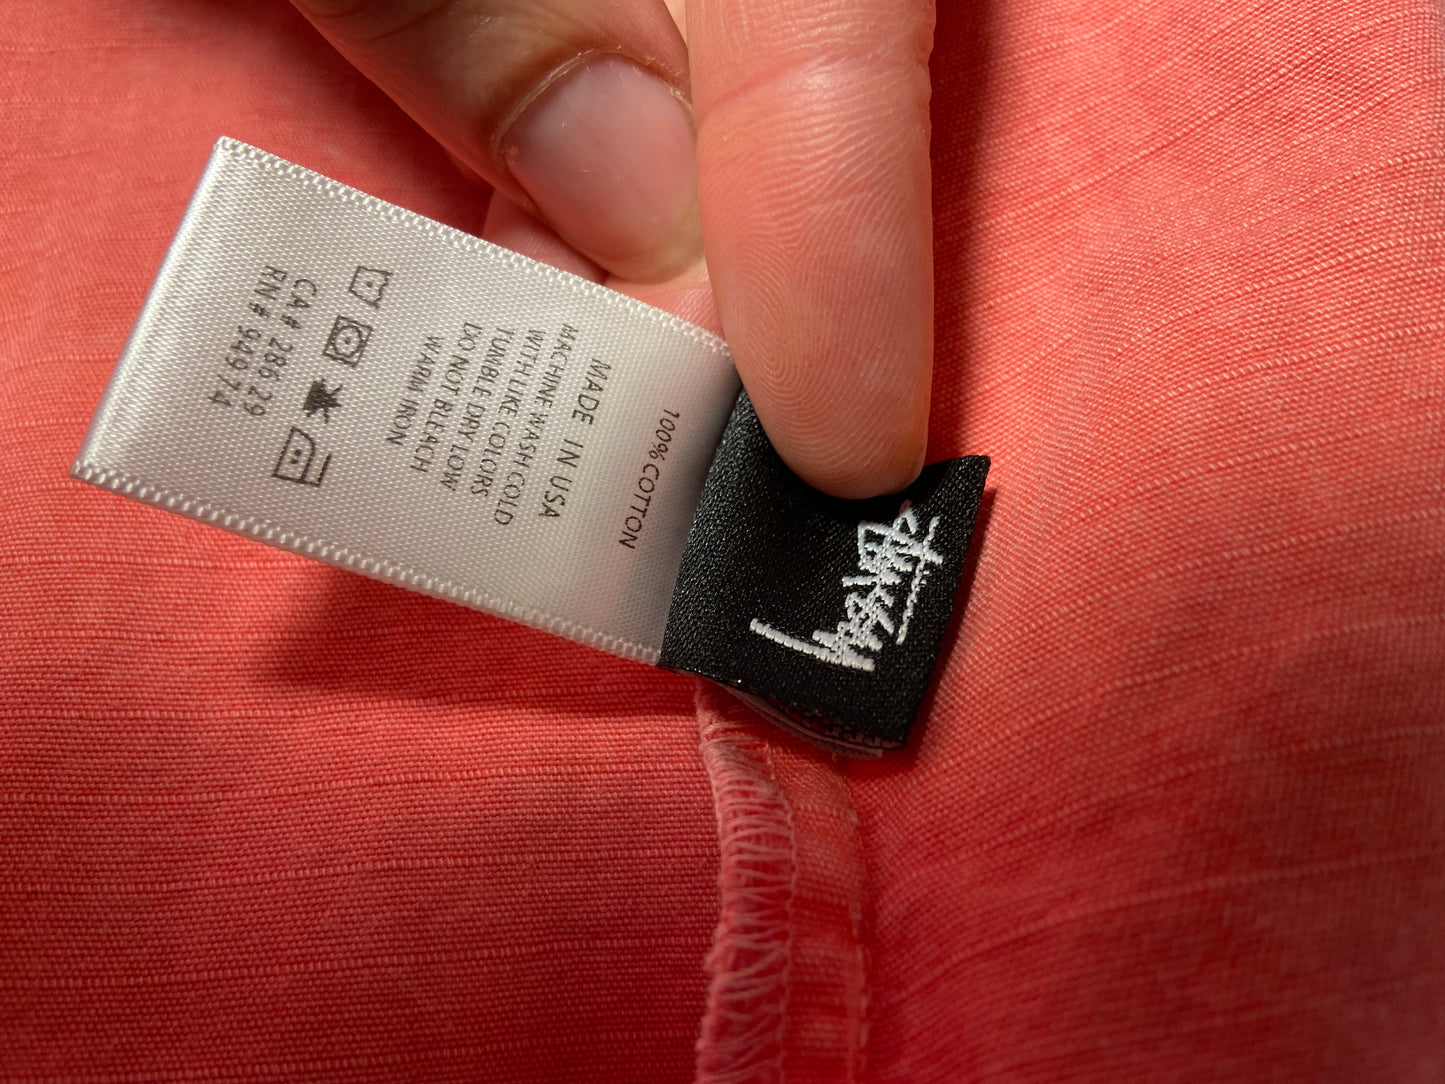 100% COTTON
MADE IN USA
MACHINE WASH COLD
WITH LIKE COLORS
TUMBLE DRY LOW
DO NOT BLEACH
WARM IRON
CA# 28629
RN# 94974